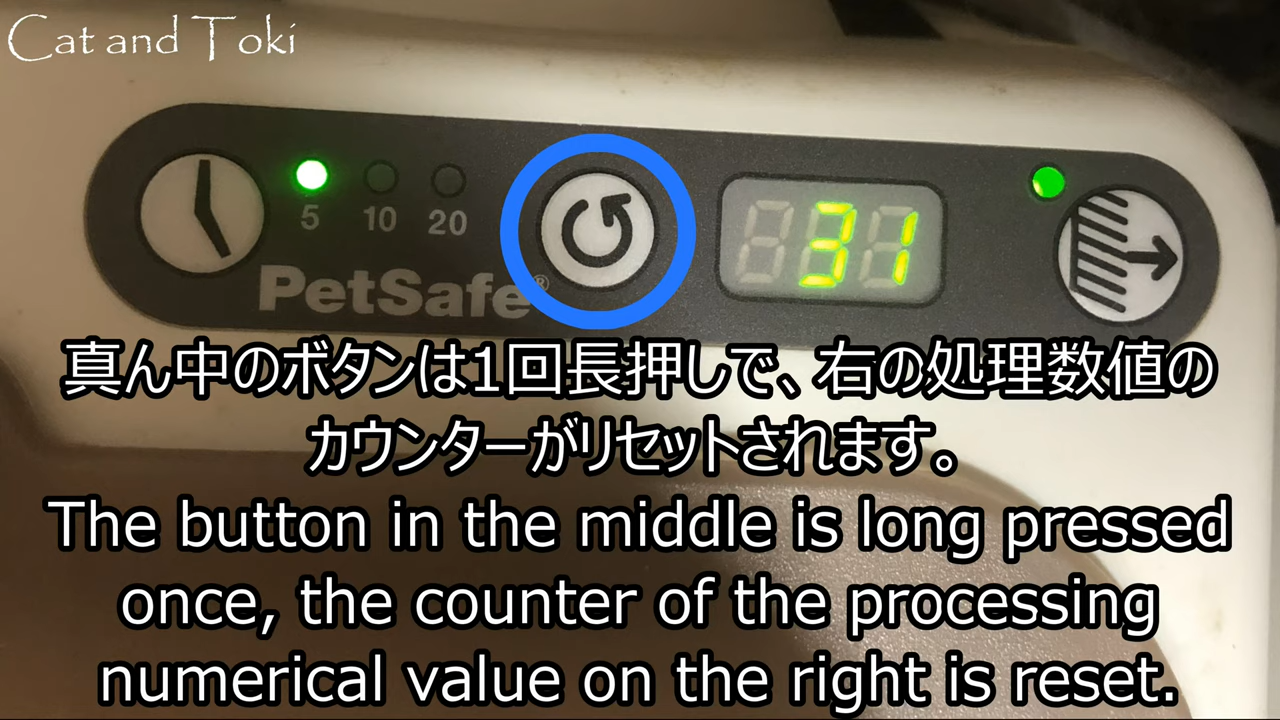 Cat and Toki
5 10 20
31
PetSafe®
真ん中のボタンは1回長押しで、右の処理数値の
カウンターがリセットされます。
The button in the middle is long pressed
once, the counter of the processing
numerical value on the right is reset.